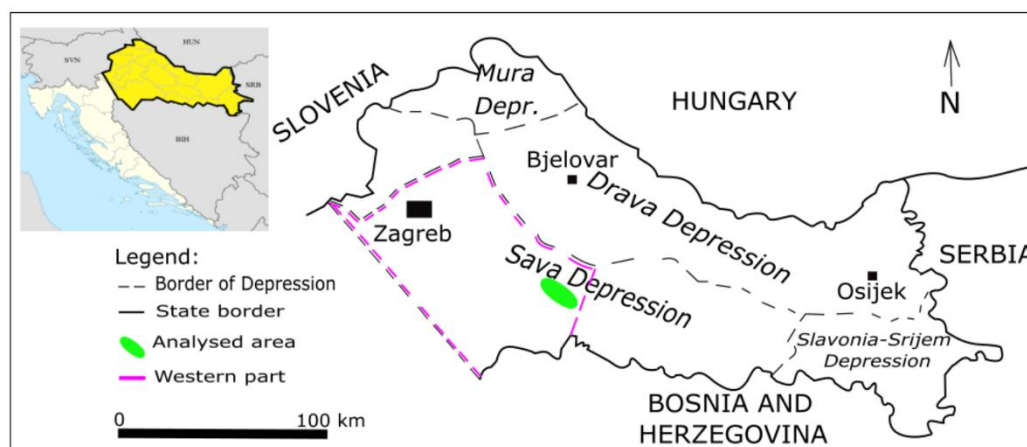 HUN
SVN
SRB
BIH
SLOVENIA
Mura
Depr.
HUNGARY
N
Bjelovar
Drava Depression
Zagreb
Sava Depression
SERBIA
Osijek
Slavonia-Srijem
Depression
BOSNIA AND
HERZEGOVINA
Legend:
Border of Depression
State border
Analysed area
Western part
0 100 km